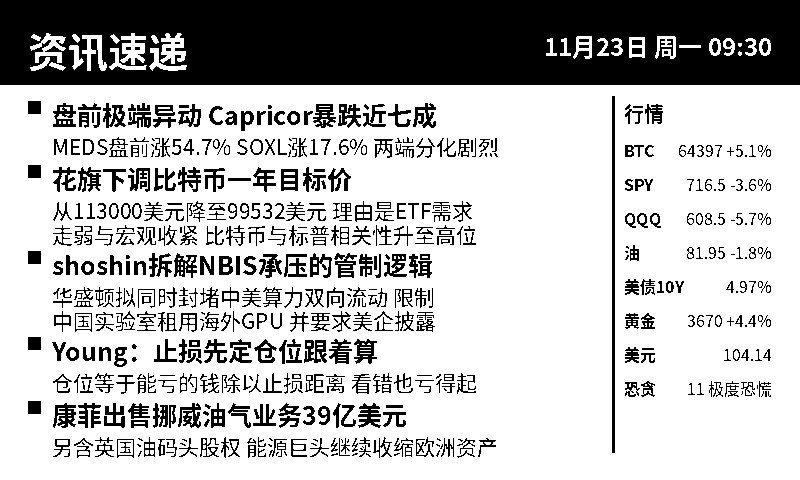 资讯速递
11月23日 周一 09:30
盘前极端异动 Capricor暴跌近七成
MEDS盘前涨54.7% SOXL涨17.6% 两端分化剧烈
花旗下调比特币一年目标价
从113000美元降至99532美元 理由是ETF需求
走弱与宏观收紧 比特币与标普相关性升至高位
shoshin拆解NBIS承压的管制逻辑
华盛顿拟同时封堵中美算力双向流动 限制
中国实验室租用海外GPU 并要求美企披露
Young：止损先定仓位跟着算
仓位等于能亏的钱除以止损距离 看错也亏得起
康菲出售挪威油气业务39亿美元
另含英国油码头股权 能源巨头继续收缩欧洲资产
行情
BTC 64397 +5.1%
SPY 716.5 -3.6%
QQQ 608.5 -5.7%
油 81.95 -1.8%
美债10Y 4.97%
黄金 3670 +4.4%
美元 104.14
恐贪 11 极度恐慌